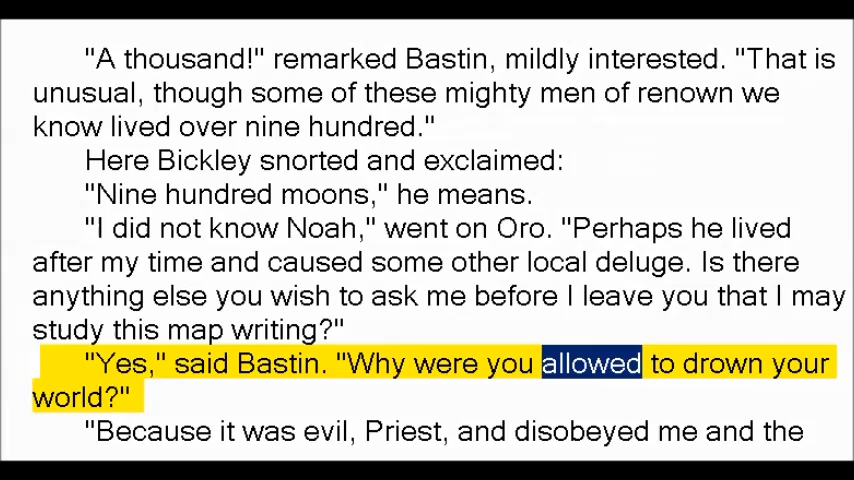 "A thousand!" remarked Bastin, mildly interested. "That is
unusual, though some of these mighty men of renown we
know lived over nine hundred."
Here Bickley snorted and exclaimed:
"Nine hundred moons," he means.
"I did not know Noah," went on Oro. "Perhaps he lived
after my time and caused some other local deluge. Is there
anything else you wish to ask me before I leave you that I may
study this map writing?"
"Yes," said Bastin. "Why were you allowed to drown your
world?"
"Because it was evil, Priest, and disobeyed me and the